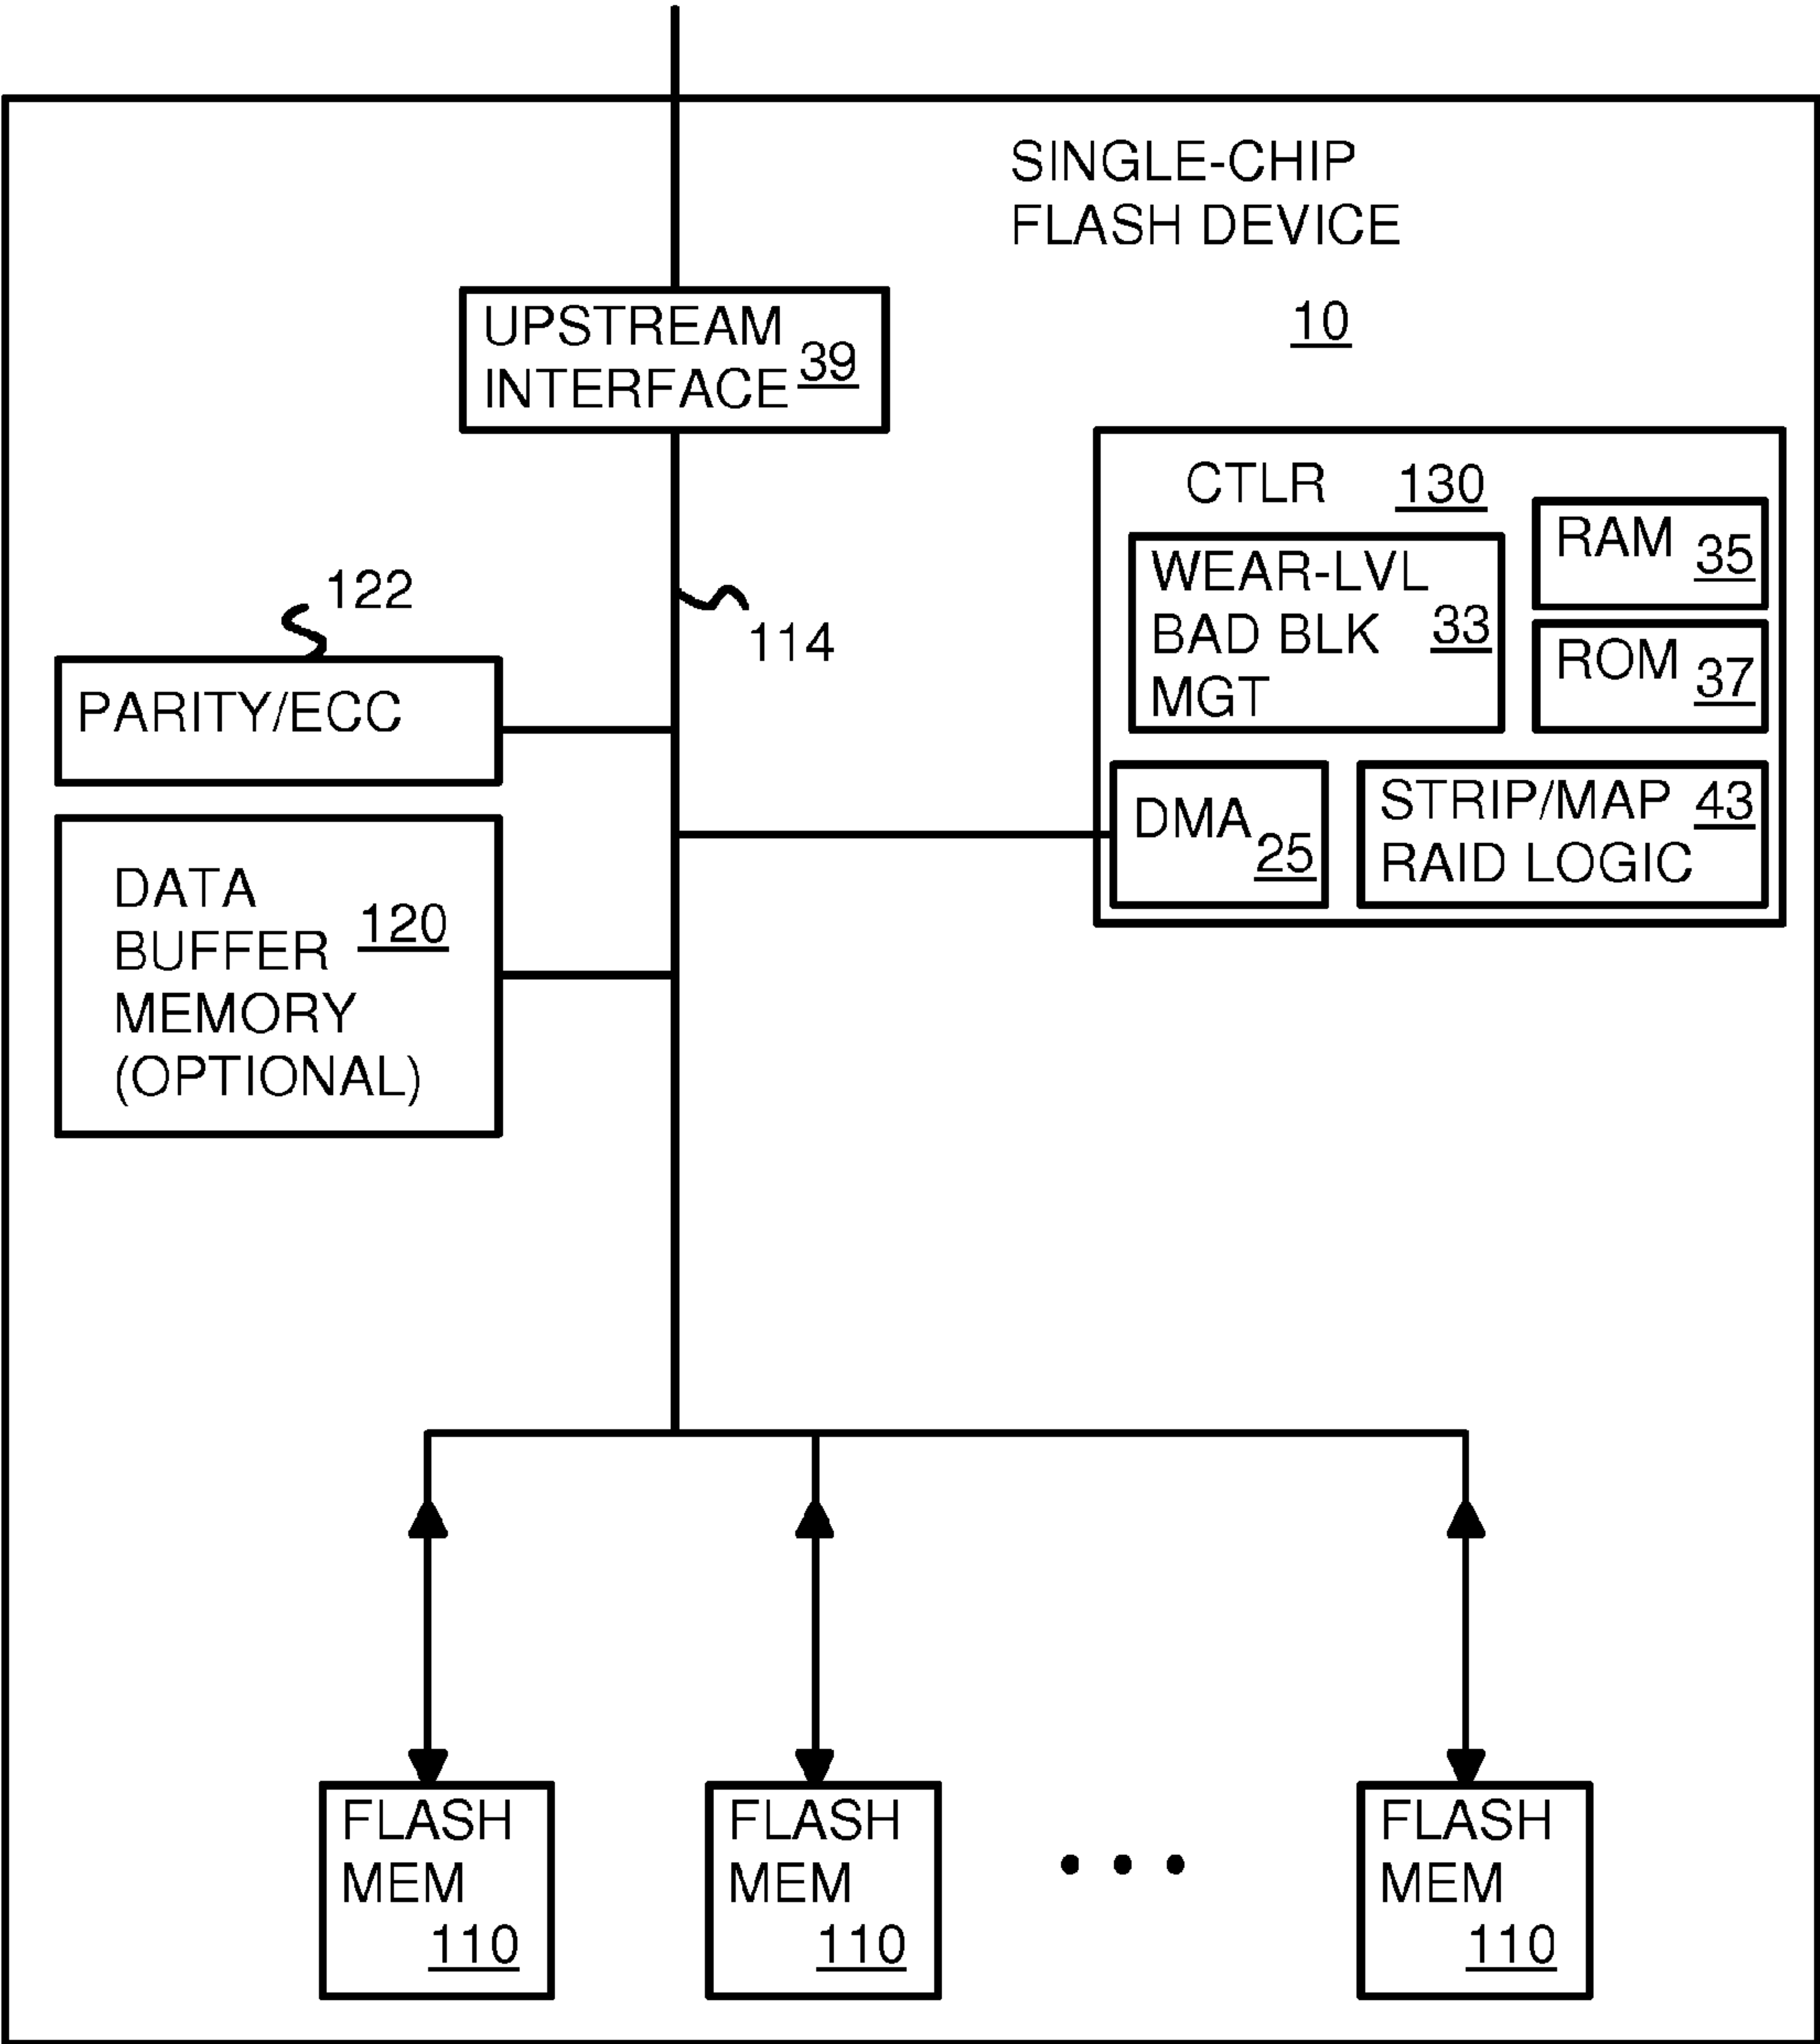 SINGLE-CHIP
FLASH DEVICE
10
UPSTREAM
INTERFACE 39
CTLR 130
WEAR-LVL
BAD BLK 33
MGT
RAM 35
ROM 37
DMA 25
STRIP/MAP 43
RAID LOGIC
122
114
PARITY/ECC
DATA
BUFFER 120
MEMORY
(OPTIONAL)
FLASH
MEM
110
FLASH
MEM
110
• • •
FLASH
MEM
110